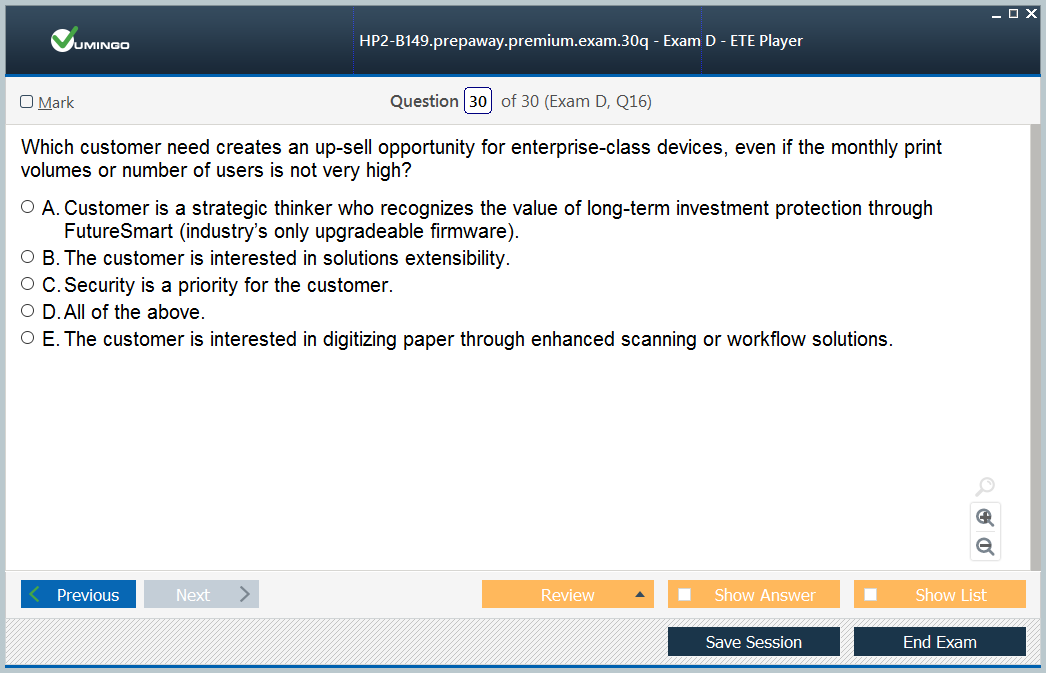 VUMINGO
HP2-B149.prepaway.premium.exam.30q - Exam D - ETE Player
Mark
Question 30 of 30 (Exam D, Q16)
Which customer need creates an up-sell opportunity for enterprise-class devices, even if the monthly print
volumes or number of users is not very high?
A. Customer is a strategic thinker who recognizes the value of long-term investment protection through
FutureSmart (industry’s only upgradeable firmware).
B. The customer is interested in solutions extensibility.
C. Security is a priority for the customer.
D. All of the above.
E. The customer is interested in digitizing paper through enhanced scanning or workflow solutions.
Previous Next Review Show Answer Show List
Save Session End Exam